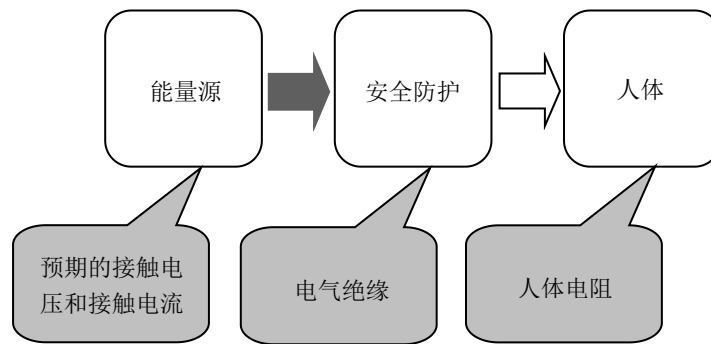 能量源
安全防护
人体
预期的接触电
压和接触电流
电气绝缘
人体电阻